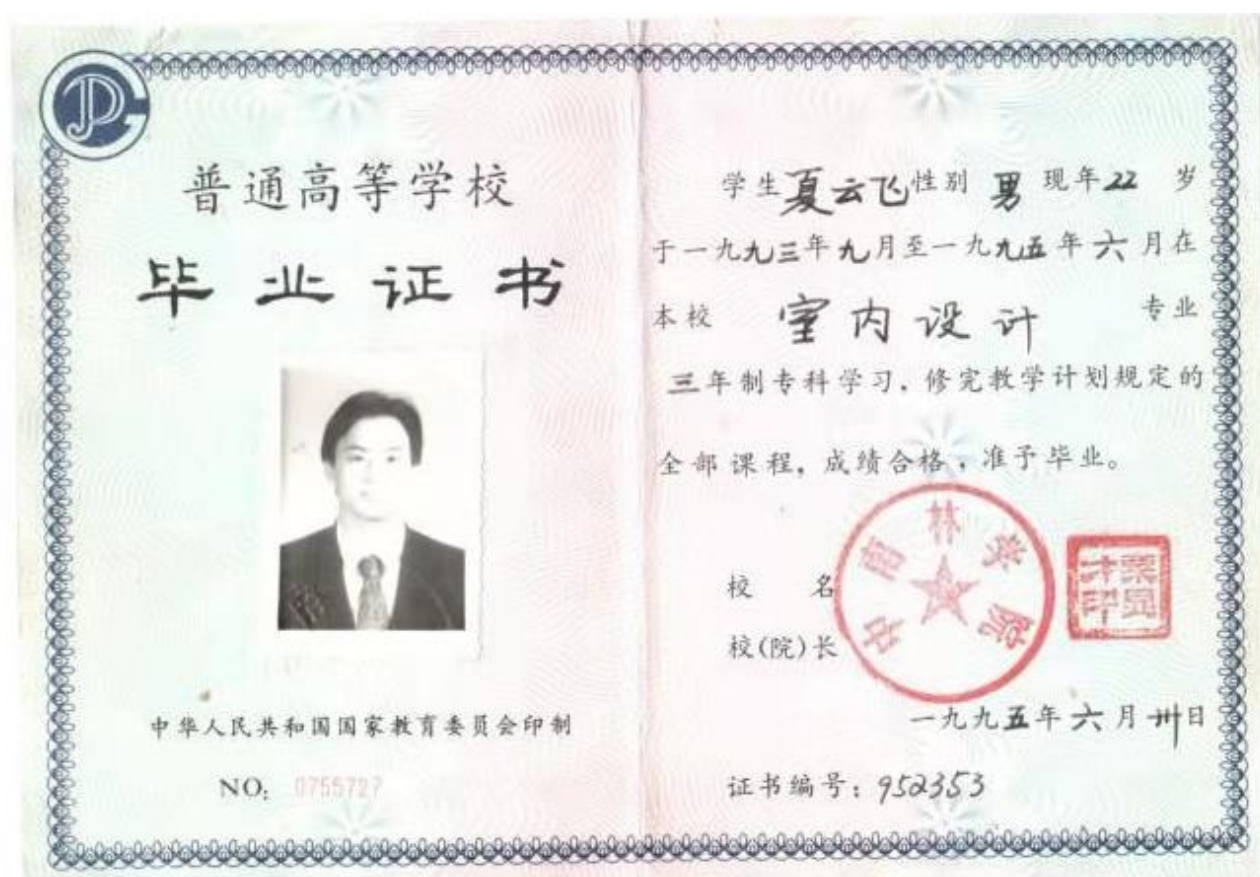 普通高等学校
毕业证书
中华人民共和国国家教育委员会印制
NO: 0755727
学生夏云飞性别 男 现年22 岁
于一九九三年九月至一九九五年六月在
本校 室内设计 专业
三年制专科学习,修完教学计划规定的
全部课程,成绩合格,准予毕业。
中南林学院
校 名
校(院)长
一九九五年六月卅日
证书编号:952353